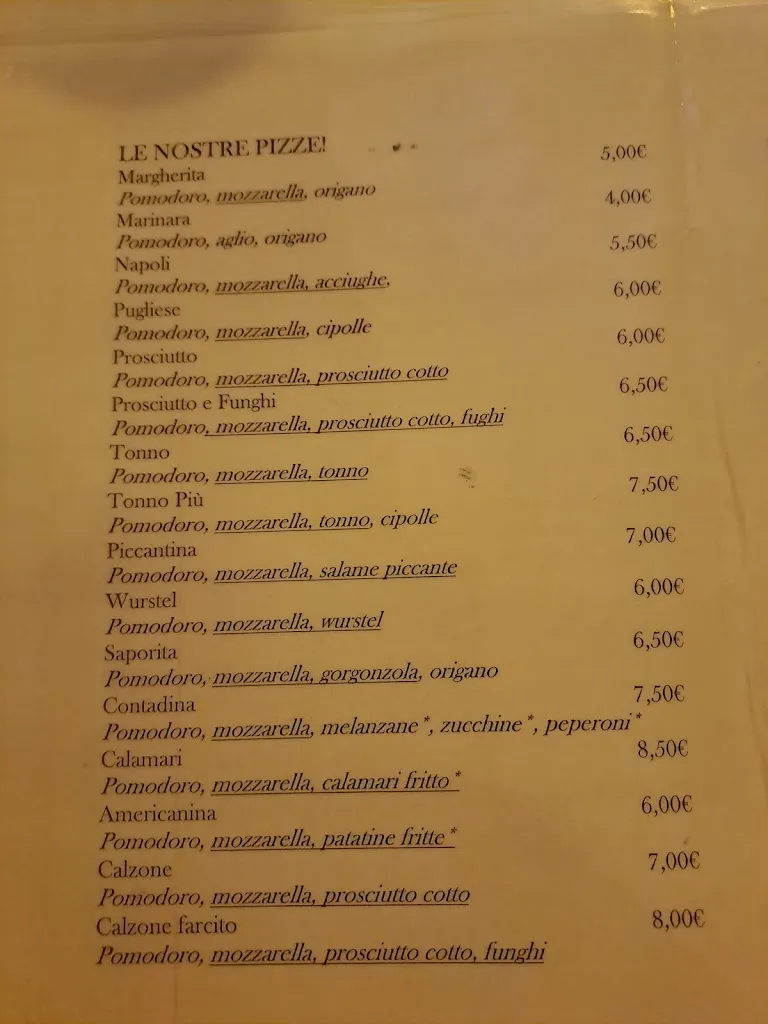 LE NOSTRE PIZZE!
Margherita 5,00€
Pomodoro, mozzarella, origano
Marinara 4,00€
Pomodoro, aglio, origano
Napoli 5,50€
Pomodoro, mozzarella, acciughe,
Pugliese 6,00€
Pomodoro, mozzarella, cipolle
Prosciutto 6,00€
Pomodoro, mozzarella, prosciutto cotto
Prosciutto e Funghi 6,50€
Pomodoro, mozzarella, prosciutto cotto, fughi
Tonno 6,50€
Pomodoro, mozzarella, tonno
Tonno Più 7,50€
Pomodoro, mozzarella, tonno, cipolle
Piccantina 7,00€
Pomodoro, mozzarella, salame piccante
Wurstel 6,00€
Pomodoro, mozzarella, wurstel
Saporita 6,50€
Pomodoro, mozzarella, gorgonzola, origano
Contadina 7,50€
Pomodoro, mozzarella, melanzane*, zucchine*, peperoni*
Calamari 8,50€
Pomodoro, mozzarella, calamari fritto*
Americanina 6,00€
Pomodoro, mozzarella, patatine fritte*
Calzone 7,00€
Pomodoro, mozzarella, prosciutto cotto
Calzone farcito 8,00€
Pomodoro, mozzarella, prosciutto cotto, funghi